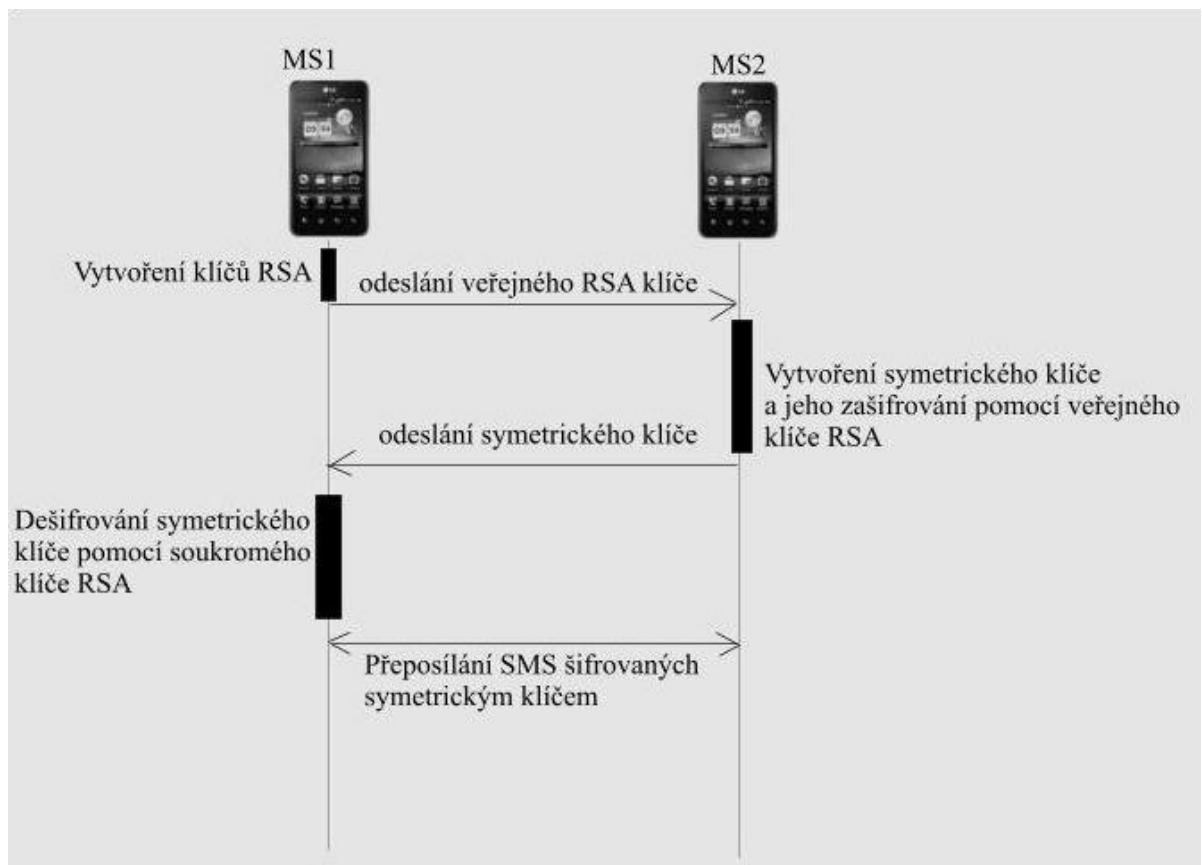 MS1
MS2
Vytvoření klíčů RSA
odeslání veřejného RSA klíče
Vytvoření symetrického klíče
a jeho zašifrování pomocí veřejného
klíče RSA
odeslání symetrického klíče
Dešifrování symetrického
klíče pomocí soukromého
klíče RSA
Přeposílání SMS šifrovaných
symetrickým klíčem